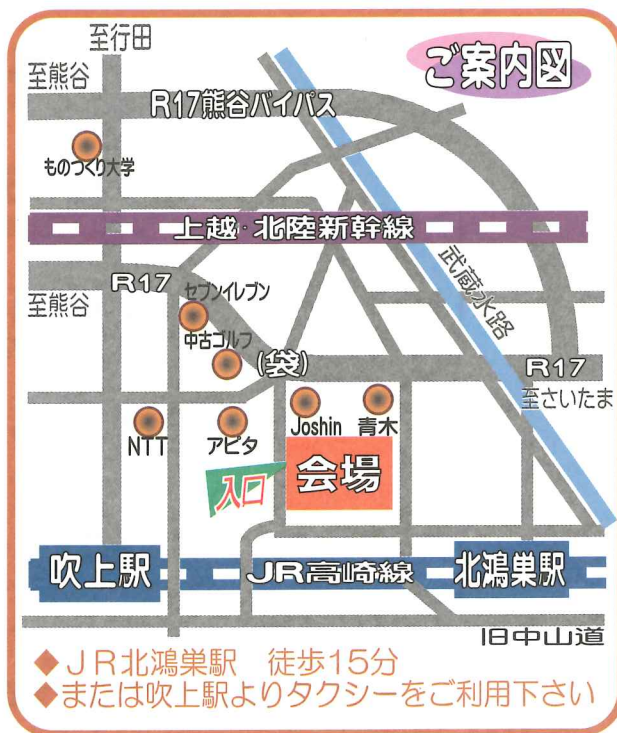 至行田
ご案内図
至熊谷
R17熊谷バイパス
ものつくり大学
上越・北陸新幹線
武蔵水路
R17
至熊谷
セブンイレブン
中古ゴルフ
(袋)
R17
至さいたま
NTT
アピタ
Joshin
青木
入口
会場
吹上駅
JR高崎線
北鴻巣駅
旧中山道
◆JR北鴻巣駅 徒歩15分
◆または吹上駅よりタクシーをご利用下さい